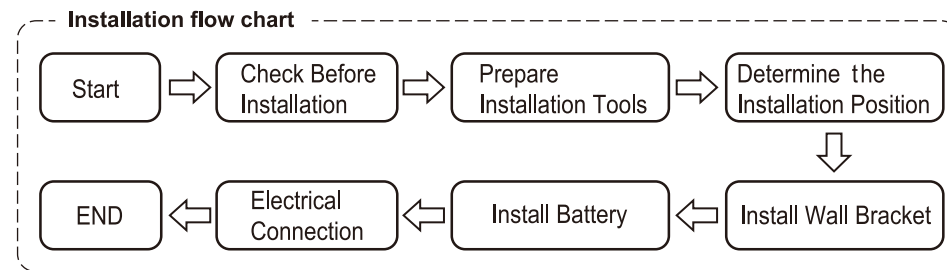 Installation flow chart
Start
Check Before
Installation
Prepare
Installation Tools
Determine the
Installation Position
Install Wall Bracket
Install Battery
Electrical
Connection
END